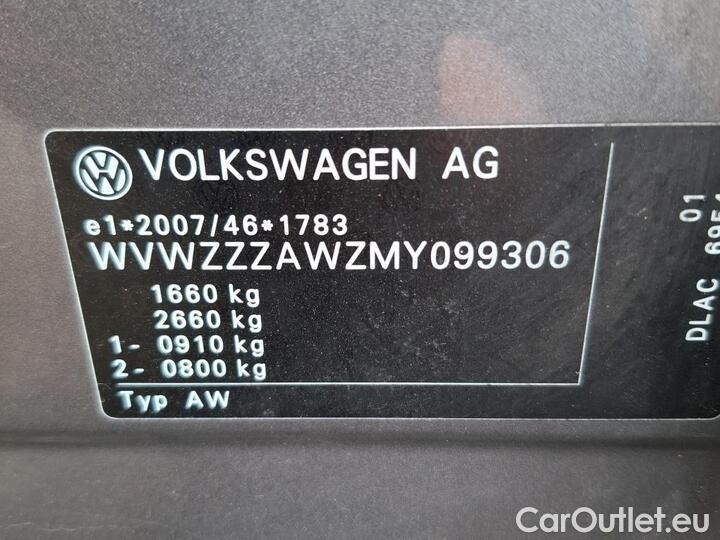 VOLKSWAGEN AG
e1*2007/46*1783
WVWZZZAWZMY099306
1660 kg
2660 kg
1- 0910 kg
2- 0800 kg
Typ AW
01
DLAC
CarOutlet.eu